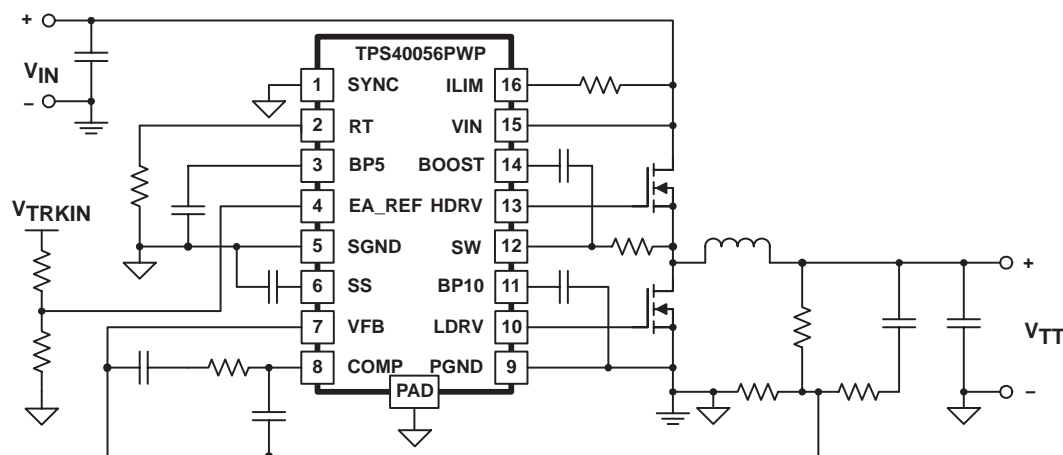 +
TPS40056PWP
VIN
−
1 SYNC ILIM 16
2 RT VIN 15
3 BP5 BOOST 14
4 EA_REF HDRV 13
VTRKIN
5 SGND SW 12
6 SS BP10 11
7 VFB LDRV 10
8 COMP PGND 9
PAD
+
VTT
−